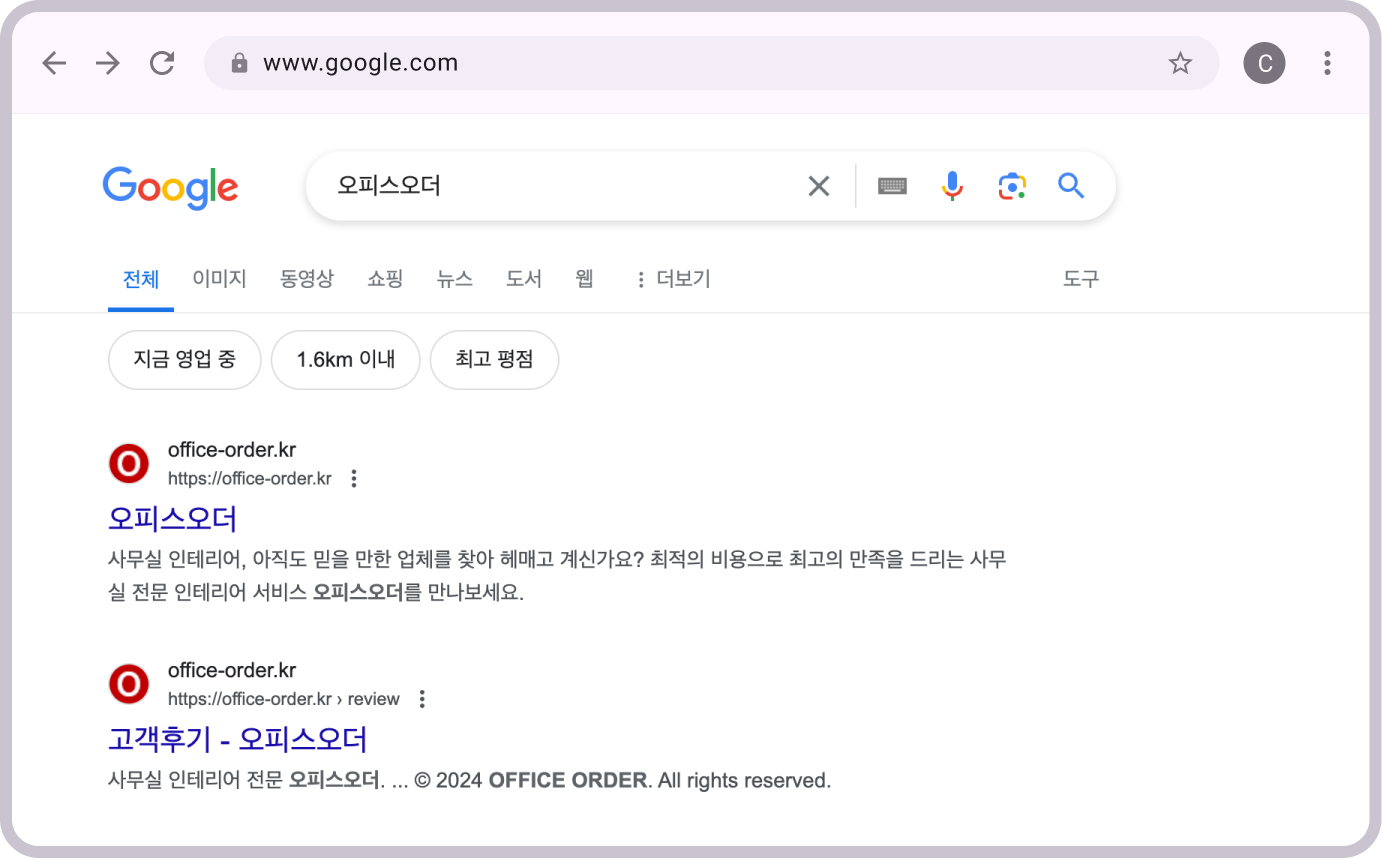 www.google.com
C
Google
오피스오더
전체 이미지 동영상 쇼핑 뉴스 도서 웹 더보기 도구
지금 영업 중 1.6km 이내 최고 평점
O
office-order.kr
https://office-order.kr
오피스오더
사무실 인테리어, 아직도 믿을 만한 업체를 찾아 헤매고 계신가요? 최적의 비용으로 최고의 만족을 드리는 사무
실 전문 인테리어 서비스 오피스오더를 만나보세요.
O
office-order.kr
https://office-order.kr › review
고객후기 - 오피스오더
사무실 인테리어 전문 오피스오더. ... © 2024 OFFICE ORDER. All rights reserved.